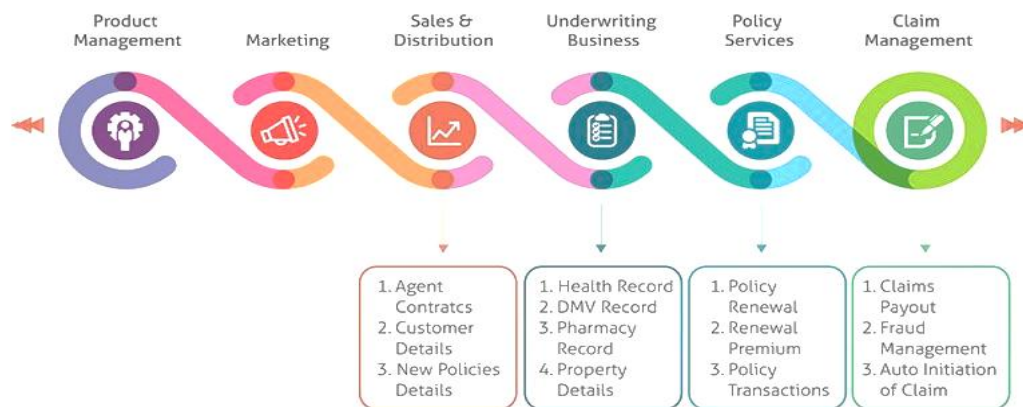 Product
Management
Marketing
Sales &
Distribution
Underwriting
Business
Policy
Services
Claim
Management
1. Agent
Contratcs
2. Customer
Details
3. New Policies
Details
1. Health Record
2. DMV Record
3. Pharmacy
Record
4. Property
Details
1. Policy
Renewal
2. Renewal
Premium
3. Policy
Transactions
1. Claims
Payout
2. Fraud
Management
3. Auto Initiation
of Claim